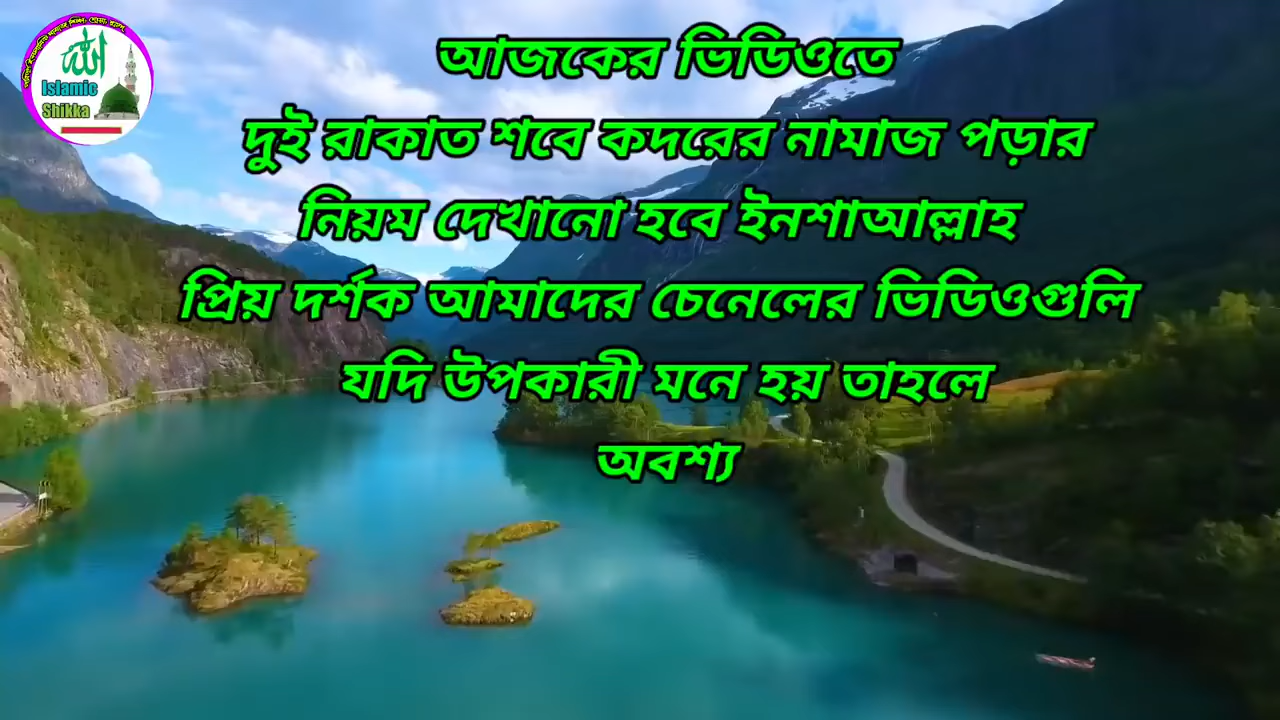 আজকের ভিডিওতে
দুই রাকাত শবে কদরের নামাজ পড়ার
নিয়ম দেখানো হবে ইনশাআল্লাহ
প্রিয় দর্শক আমাদের চেনেলের ভিডিওগুলি
যদি উপকারী মনে হয় তাহলে
অবশ্য
الله
Islamic
Shikka